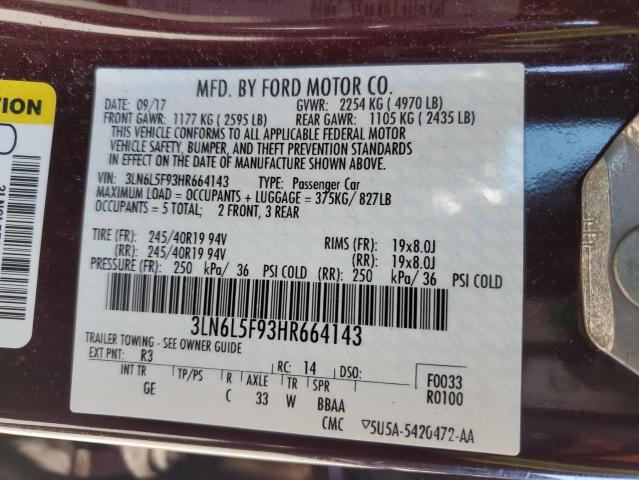 MFD. BY FORD MOTOR CO.
DATE: 09/17 GVWR: 2254 KG ( 4970 LB)
FRONT GAWR: 1177 KG ( 2595 LB) REAR GAWR: 1105 KG ( 2435 LB)
THIS VEHICLE CONFORMS TO ALL APPLICABLE FEDERAL MOTOR
VEHICLE SAFETY, BUMPER, AND THEFT PREVENTION STANDARDS
IN EFFECT ON THE DATE OF MANUFACTURE SHOWN ABOVE.
VIN: 3LN6L5F93HR664143 TYPE: Passenger Car
MAXIMUM LOAD = OCCUPANTS + LUGGAGE = 375KG/ 827LB
OCCUPANTS = 5 TOTAL; 2 FRONT, 3 REAR
TIRE (FR): 245/40R19 94V RIMS (FR): 19x8.0J
(RR): 245/40R19 94V (RR): 19x8.0J
PRESSURE (FR): 250 kPa/ 36 PSI COLD (RR): 250 kPa/ 36 PSI COLD
3LN6L5F93HR664143
TRAILER TOWING - SEE OWNER GUIDE
EXT PNT: R3 RC: 14 DSO: F0033
INT TR TP/PS R AXLE TR SPR R0100
GE C 33 W BBAA
CMC 5U5A-5420472-AA
TION